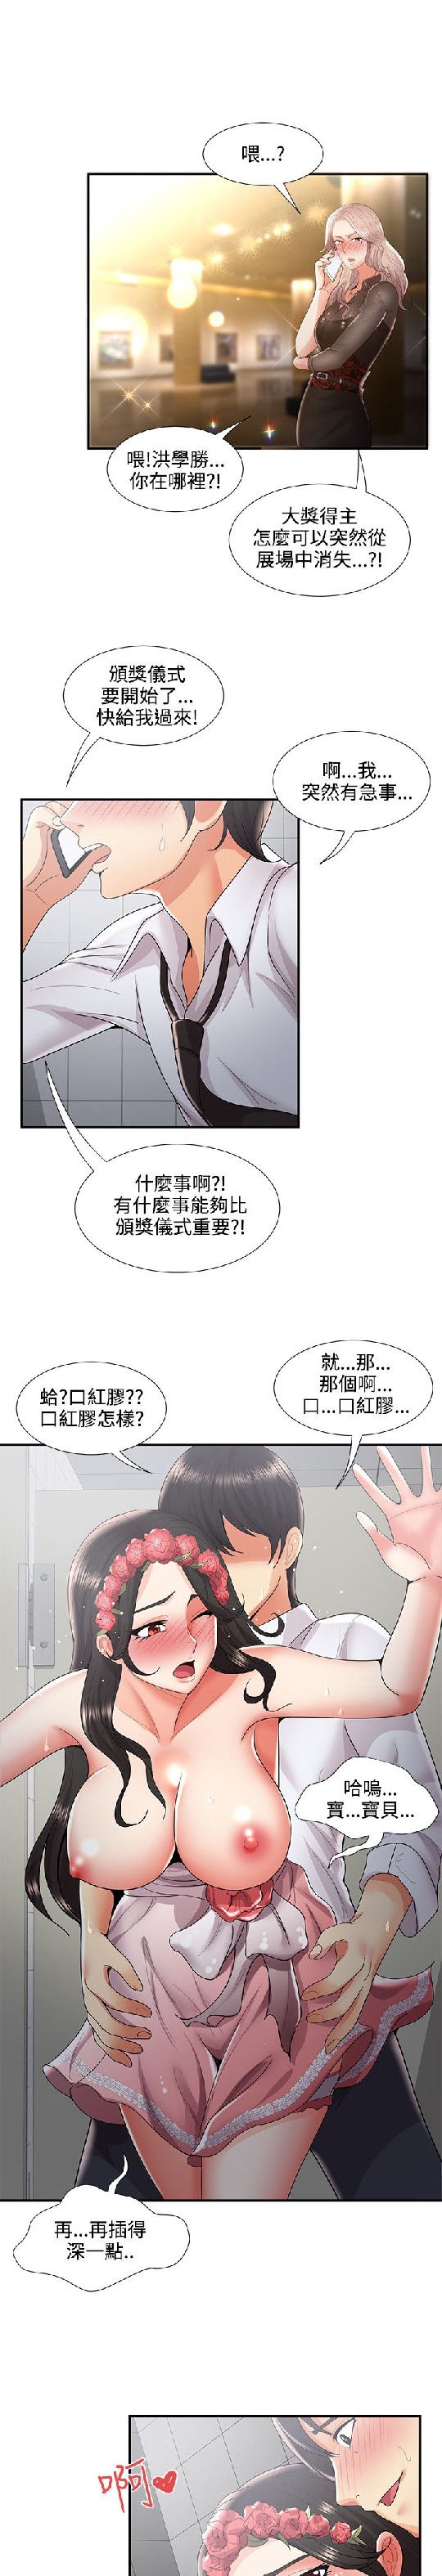 喂...?
喂!洪學勝...
你在哪裡?!
大獎得主
怎麼可以突然從
展場中消失...?!
頒獎儀式
要開始了...
快給我過來!
啊...我...
突然有急事...
什麼事啊?!
有什麼事能夠比
頒獎儀式重要?!
就...那...
那個啊...
口...口紅膠...
蛤?口紅膠??
口紅膠怎樣?
哈嗚...
寶...寶貝...
再...再插得
深一點..
啊